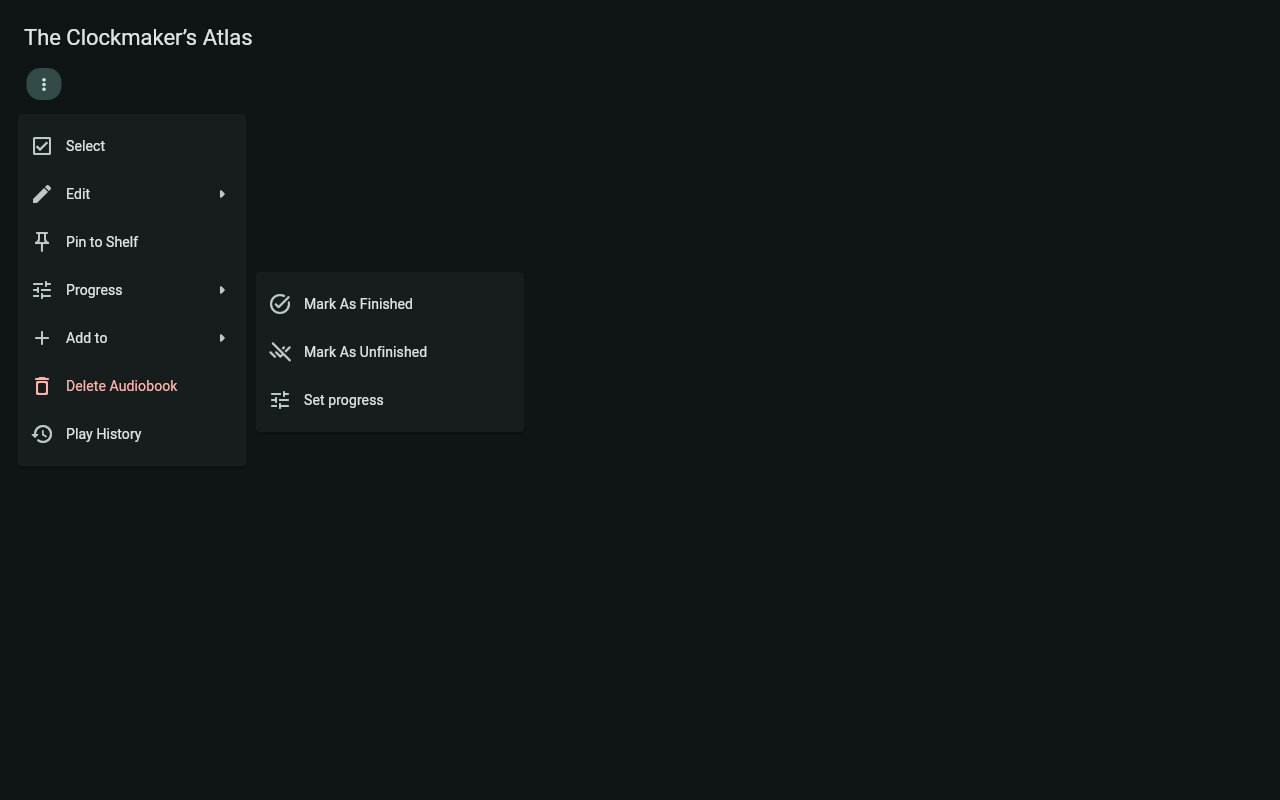 The Clockmaker’s Atlas
Select
Edit
Pin to Shelf
Progress
Add to
Delete Audiobook
Play History
Mark As Finished
Mark As Unfinished
Set progress